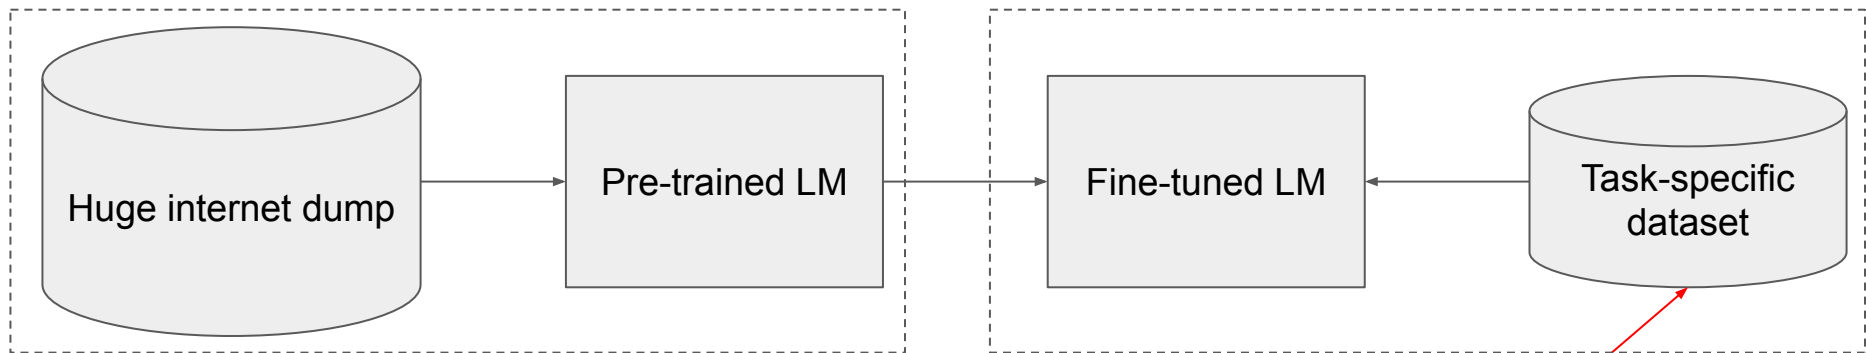 Huge internet dump
Pre-trained LM
Fine-tuned LM
Task-specific
dataset